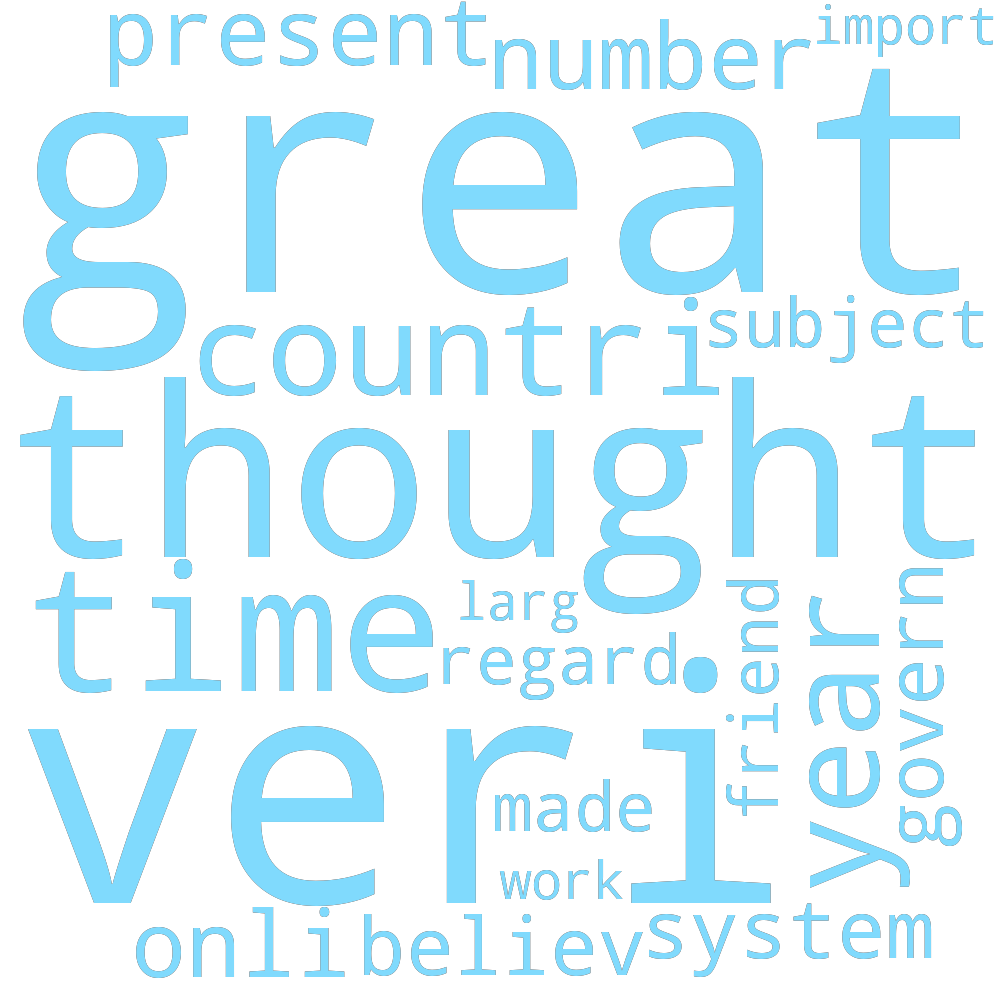 present
number
import
great
countri
subject
thought
time
larg
regard
friend
year
govern
veri
made
work
onli
believ
system